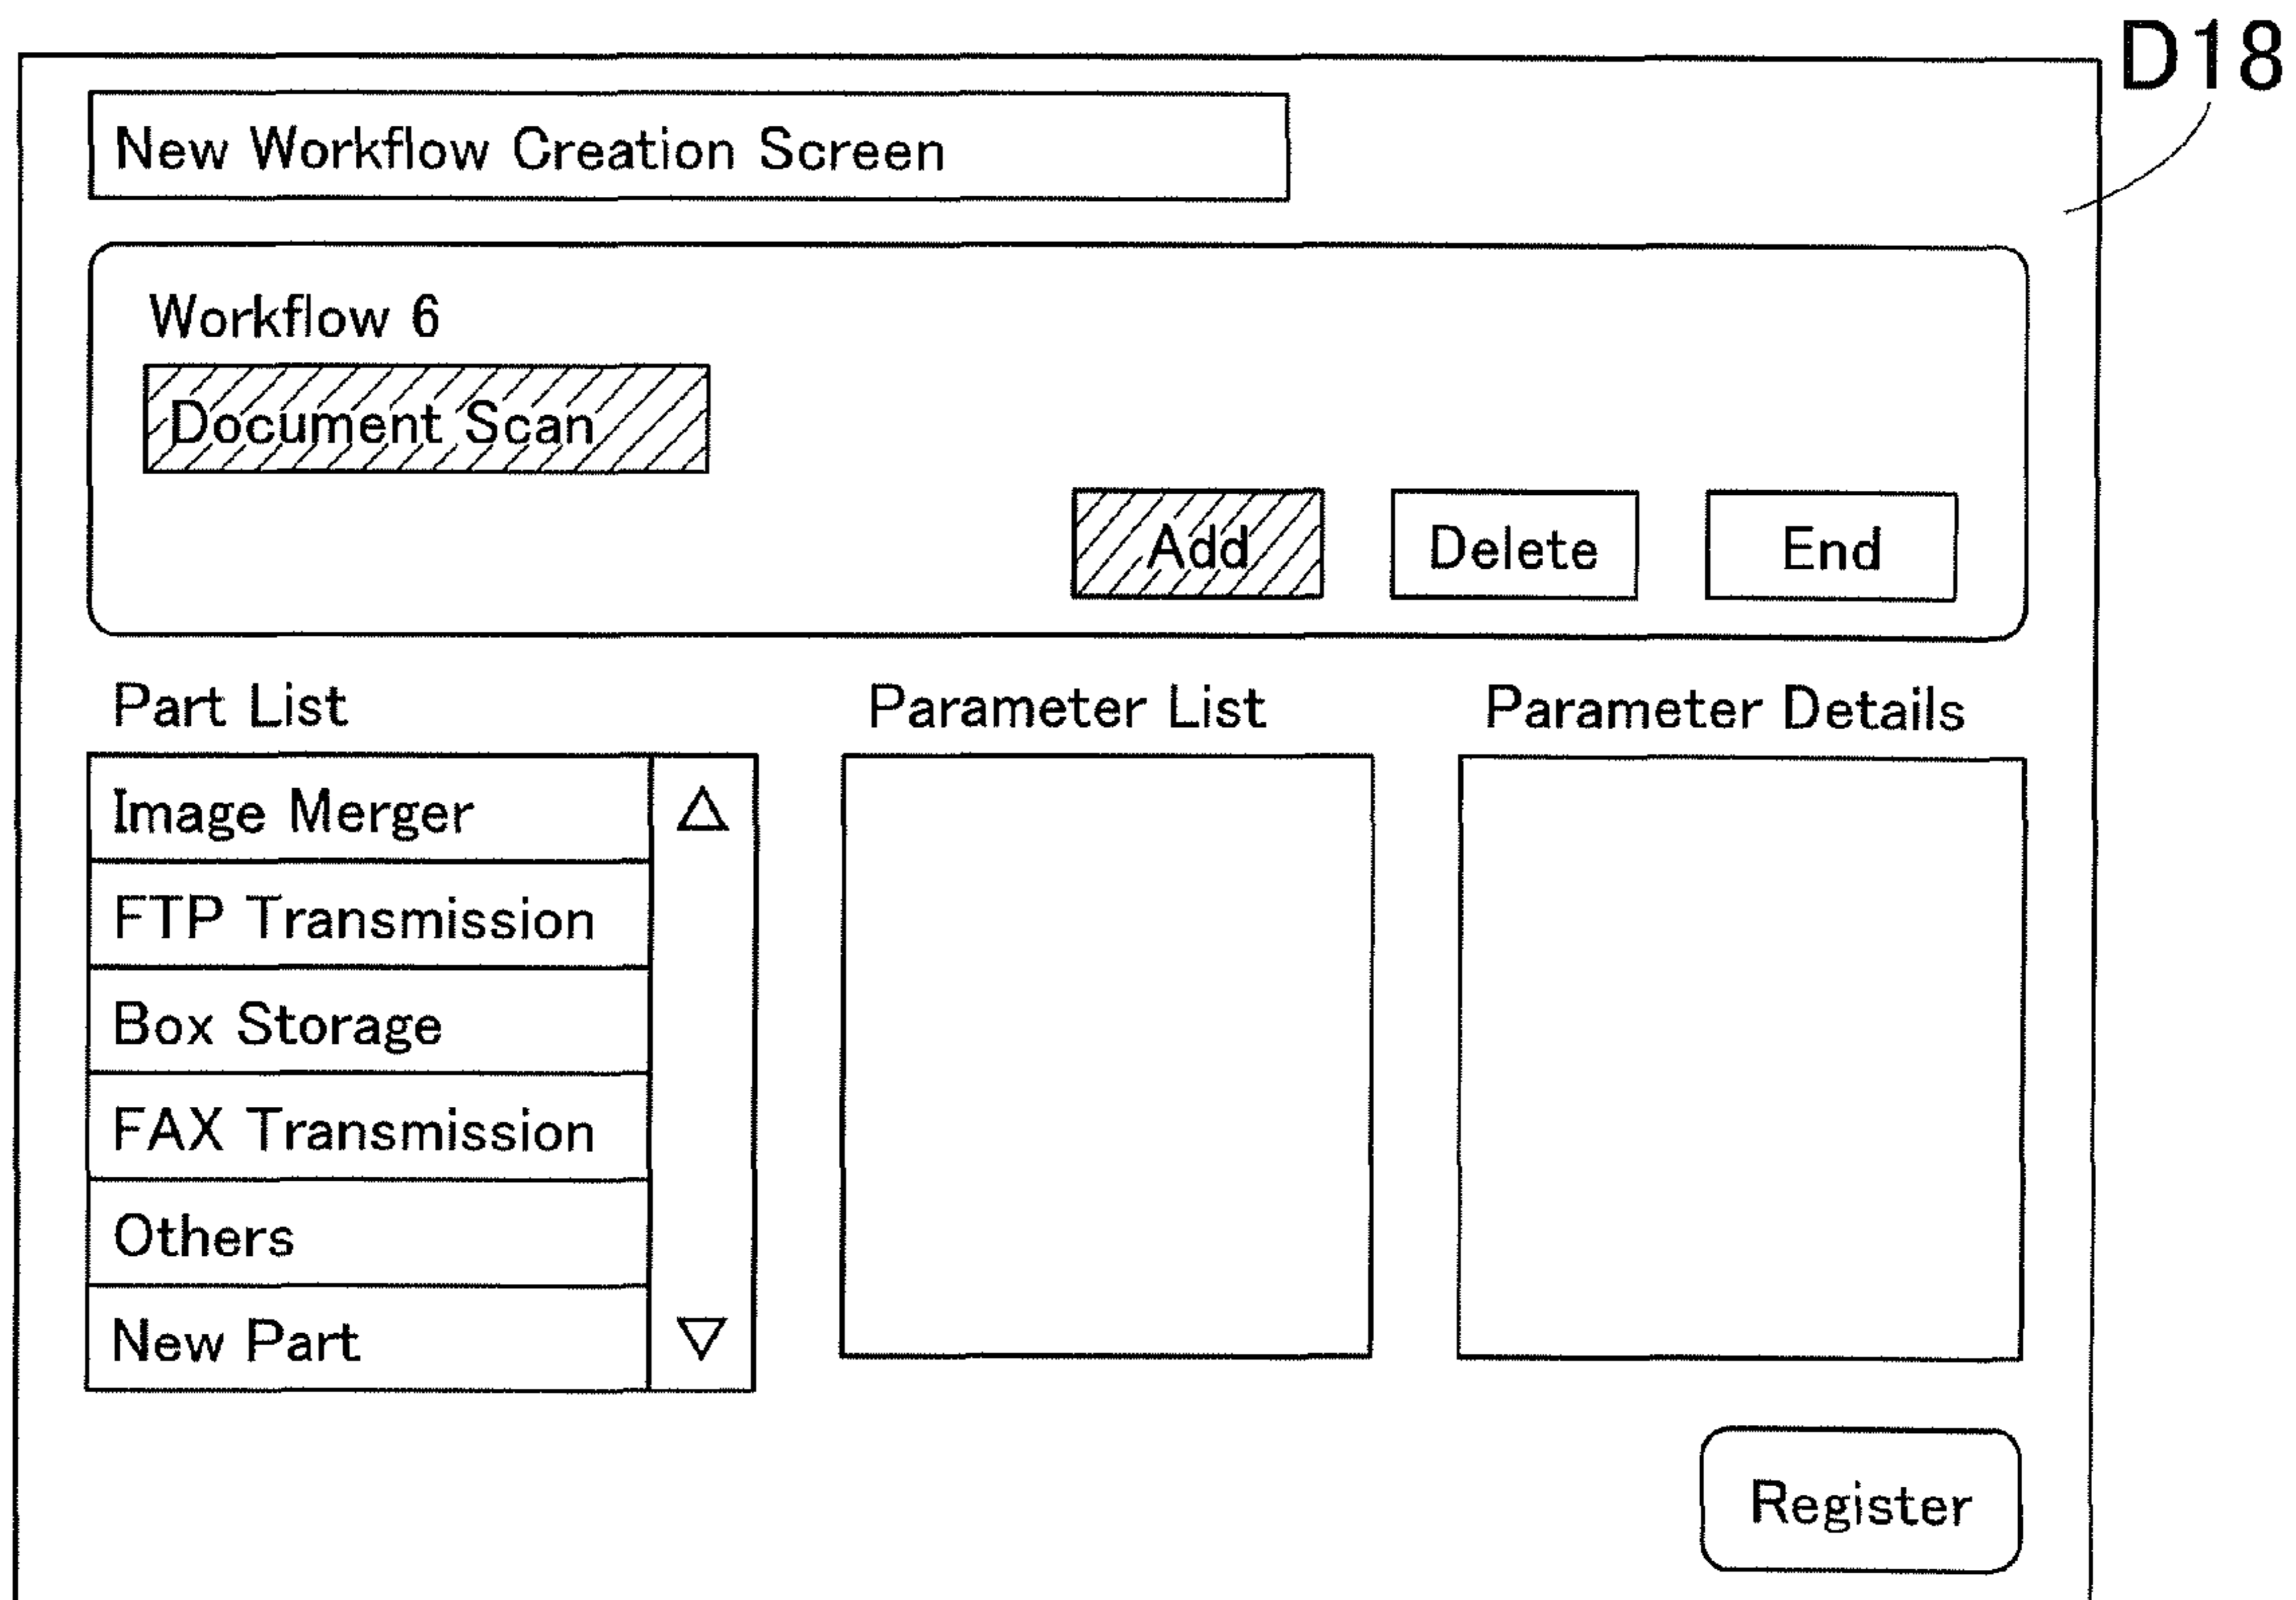 D18
New Workflow Creation Screen
Workflow 6
Document Scan
Add Delete End
Part List Parameter List Parameter Details
Image Merger
FTP Transmission
Box Storage
FAX Transmission
Others
New Part
Register